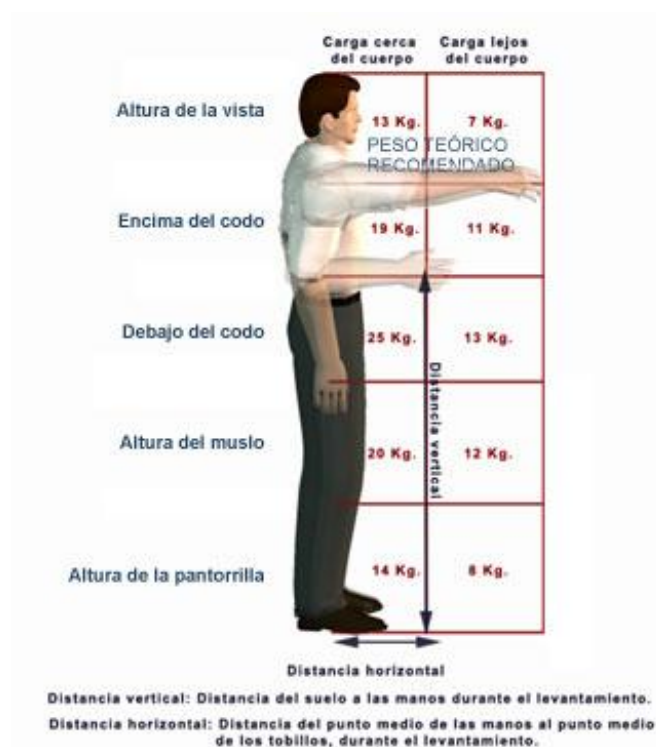 Carga cerca del cuerpo
Carga lejos del cuerpo
Altura de la vista
13 Kg.
7 Kg.
PESO TEÓRICO
RECOMENDADO
Encima del codo
19 Kg.
11 Kg.
Debajo del codo
25 Kg.
13 Kg.
Distancia vertical
Altura del muslo
20 Kg.
12 Kg.
Altura de la pantorrilla
14 Kg.
8 Kg.
Distancia horizontal
Distancia vertical: Distancia del suelo a las manos durante el levantamiento.
Distancia horizontal: Distancia del punto medio de las manos al punto medio
de los tobillos, durante el levantamiento.